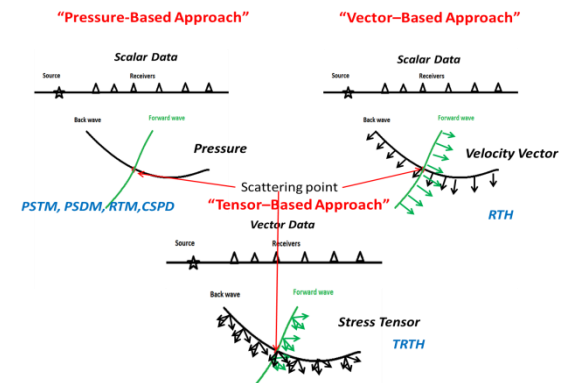 “Pressure-Based Approach”
Scalar Data
Source
Receivers
Back wave
Forward wave
Pressure
PSTM, PSDM, RTM,CSPD
“Vector–Based Approach”
Scalar Data
Source
Receivers
Back wave
Forward wave
Velocity Vector
RTH
Scattering point
“Tensor–Based Approach”
Vector Data
Source
Receivers
Back wave
Forward wave
Stress Tensor
TRTH